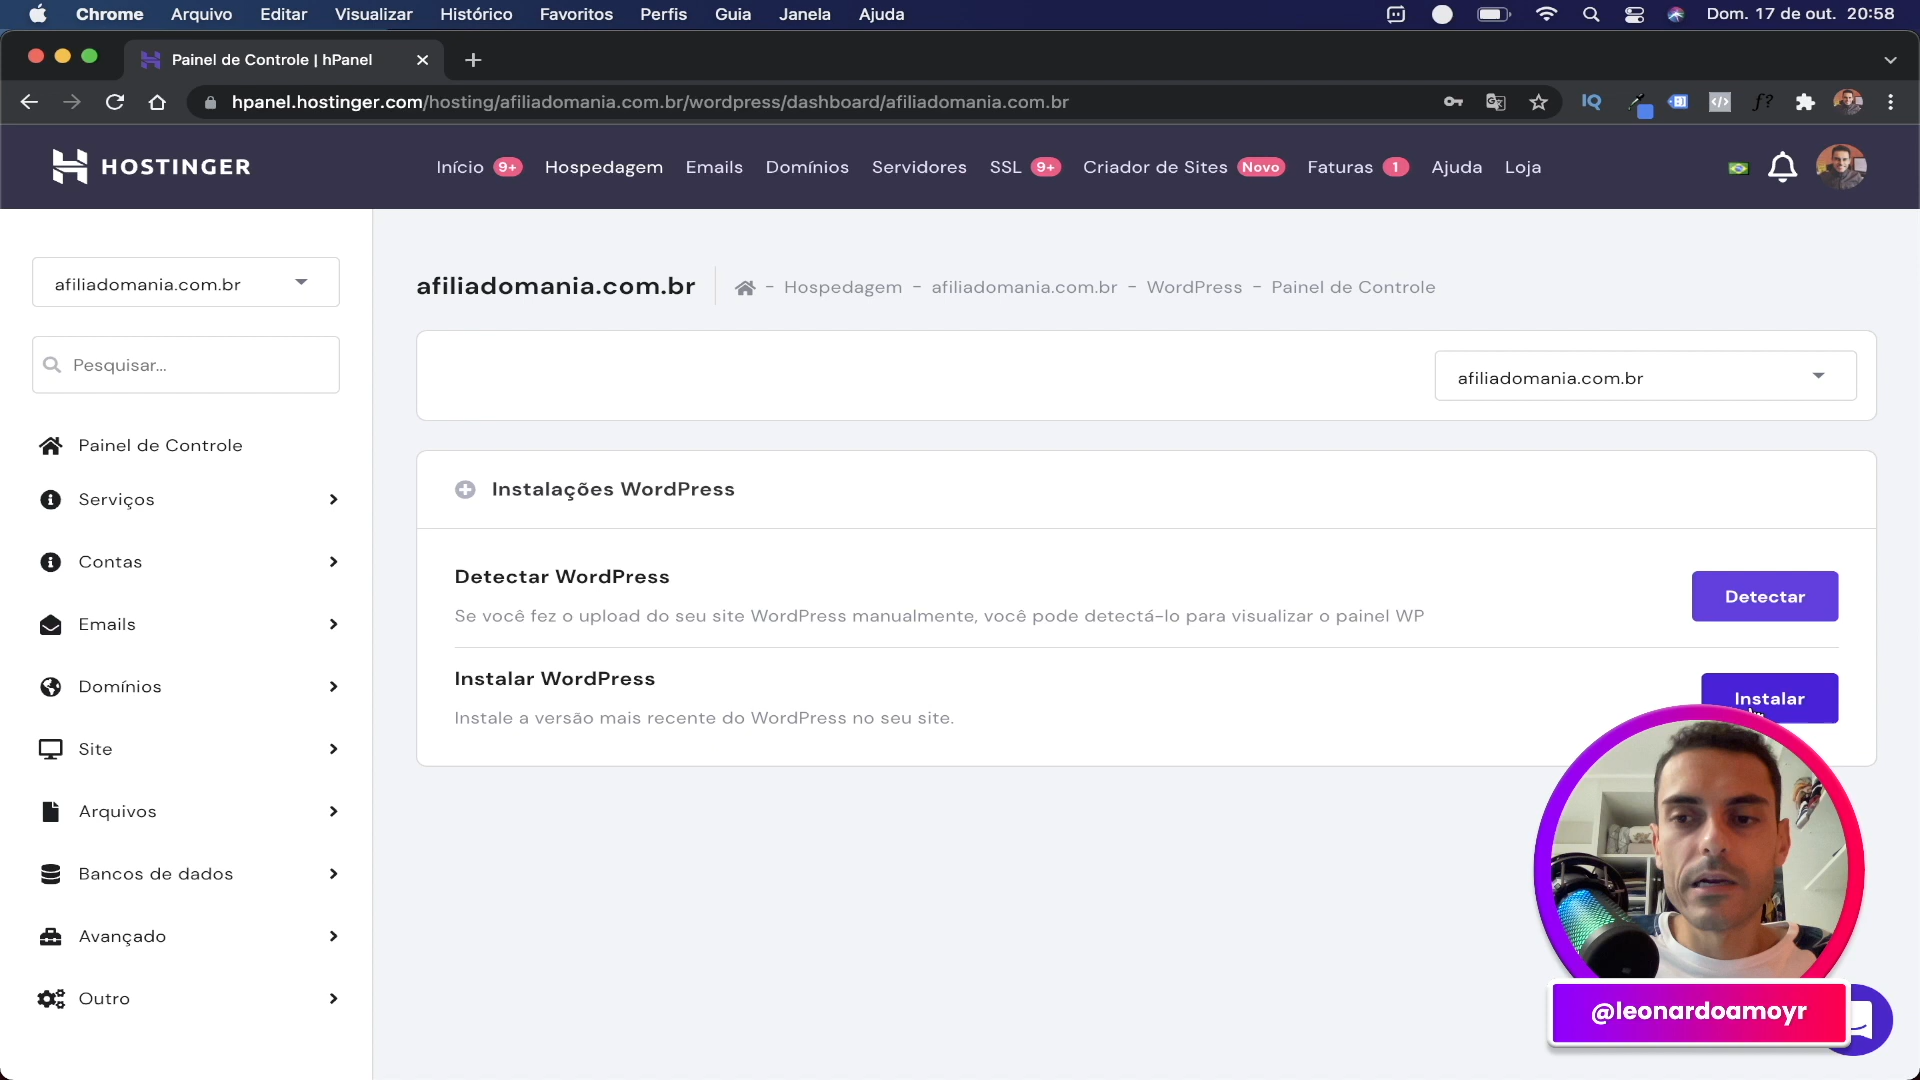 Chrome Arquivo Editar Visualizar Histórico Favoritos Perfis Guia Janela Ajuda Dom. 17 de out. 20:58
Painel de Controle | hPanel
hpanel.hostinger.com/hosting/afiliadomania.com.br/wordpress/dashboard/afiliadomania.com.br
HOSTINGER Início 9+ Hospedagem Emails Domínios Servidores SSL 9+ Criador de Sites Novo Faturas 1 Ajuda Loja
afiliadomania.com.br
Pesquisar...
Painel de Controle
Serviços
Contas
Emails
Domínios
Site
Arquivos
Bancos de dados
Avançado
Outro
afiliadomania.com.br - Hospedagem - afiliadomania.com.br - WordPress - Painel de Controle
afiliadomania.com.br
Instalações WordPress
Detectar WordPress
Se você fez o upload do seu site WordPress manualmente, você pode detectá-lo para visualizar o painel WP
Detectar
Instalar WordPress
Instale a versão mais recente do WordPress no seu site.
Instalar
@leonardoamoyr